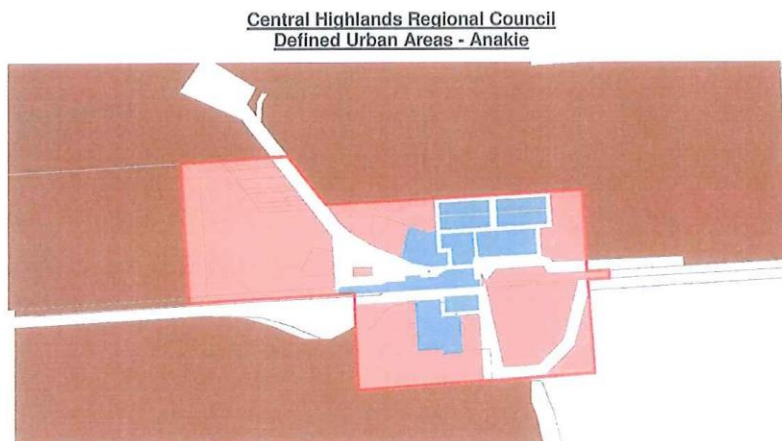 Central Highlands Regional Council
Defined Urban Areas - Anakie